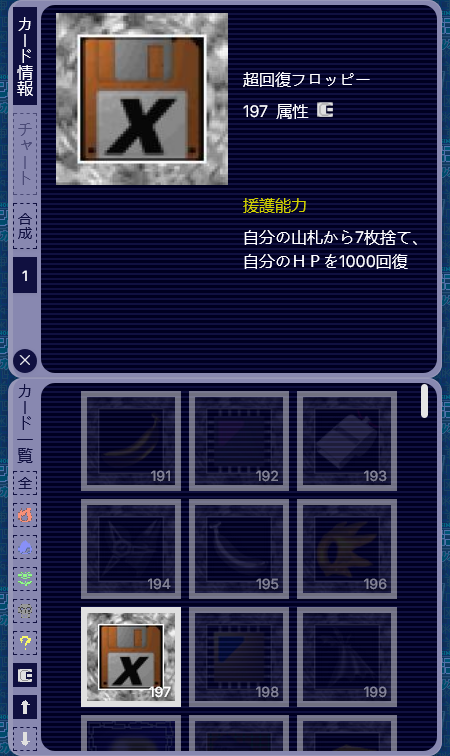 カード情報
チャート
合成
1
X
超回復フロッピー
197 属性
援護能力
自分の山札から7枚捨て、
自分のＨＰを1000回復
カード一覧
全
?
191
192
193
194
195
196
X
197
198
199